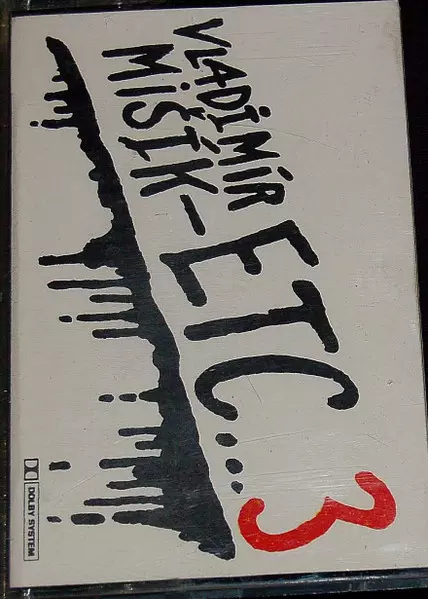 VLADIMÍR
MIŠÍK – ETC... 3
DOLBY SYSTEM